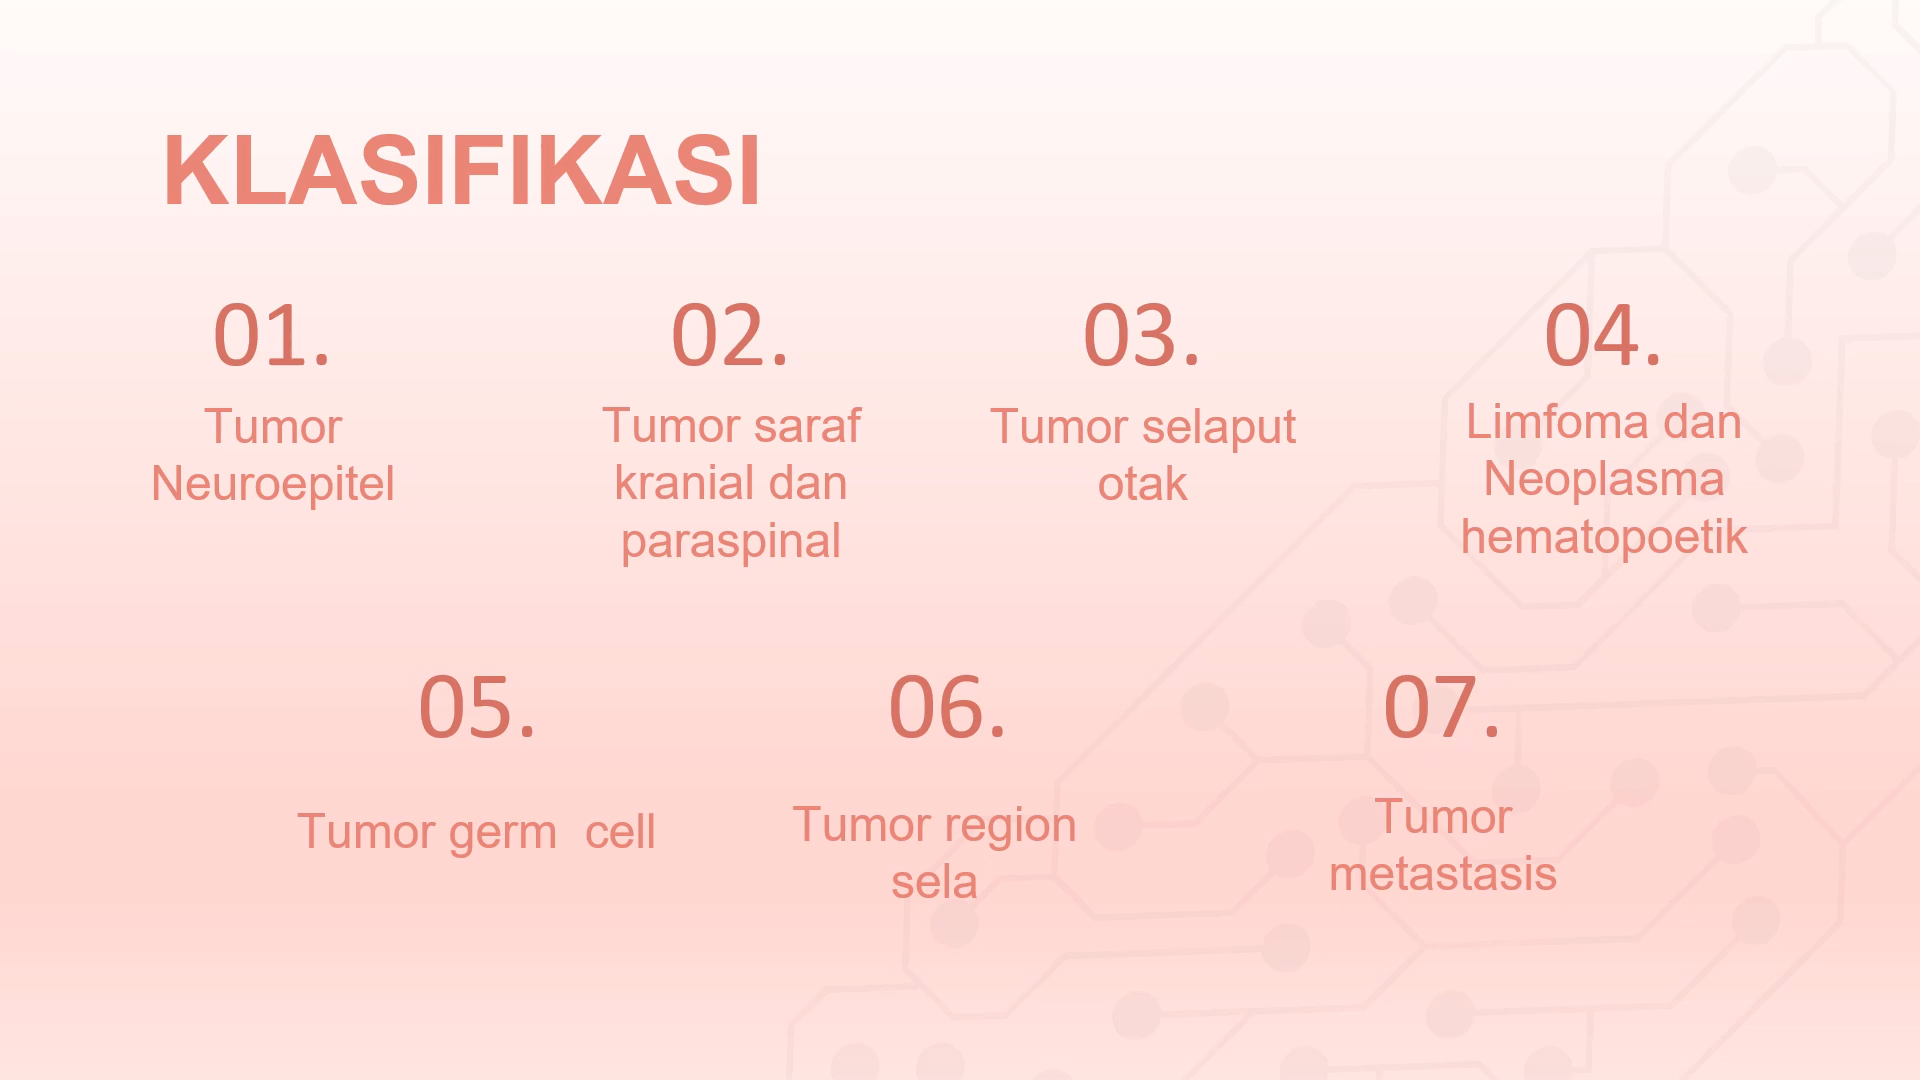 KLASIFIKASI
01.
Tumor
Neuroepitel
02.
Tumor saraf
kranial dan
paraspinal
03.
Tumor selaput
otak
04.
Limfoma dan
Neoplasma
hematopoetik
05.
Tumor germ  cell
06.
Tumor region
sela
07.
Tumor
metastasis